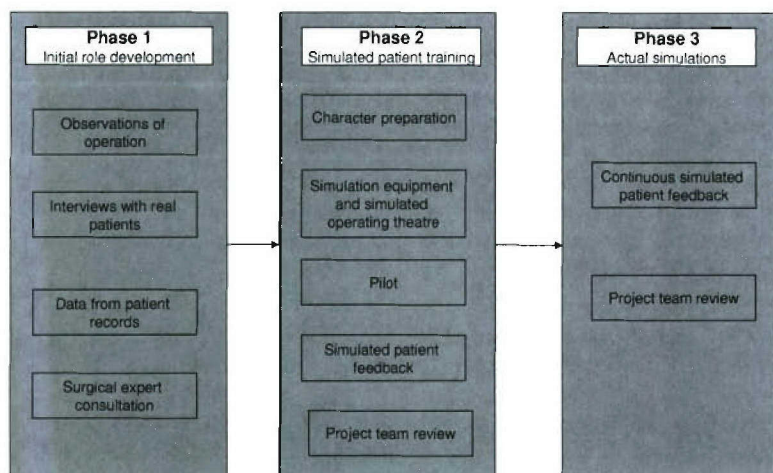 Phase 1
Initial role development
Observations of
operation
Interviews with real
patients
Data from patient
records
Surgical expert
consultation
Phase 2
Simulated patient training
Character preparation
Simulation equipment
and simulated
operating theatre
Pilot
Simulated patient
feedback
Project team review
Phase 3
Actual simulations
Continuous simulated
patient feedback
Project team review